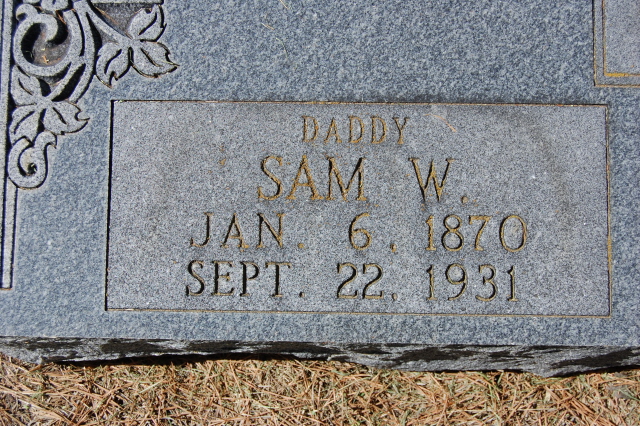 DADDY
SAM W.
JAN. 6, 1870
SEPT. 22, 1931